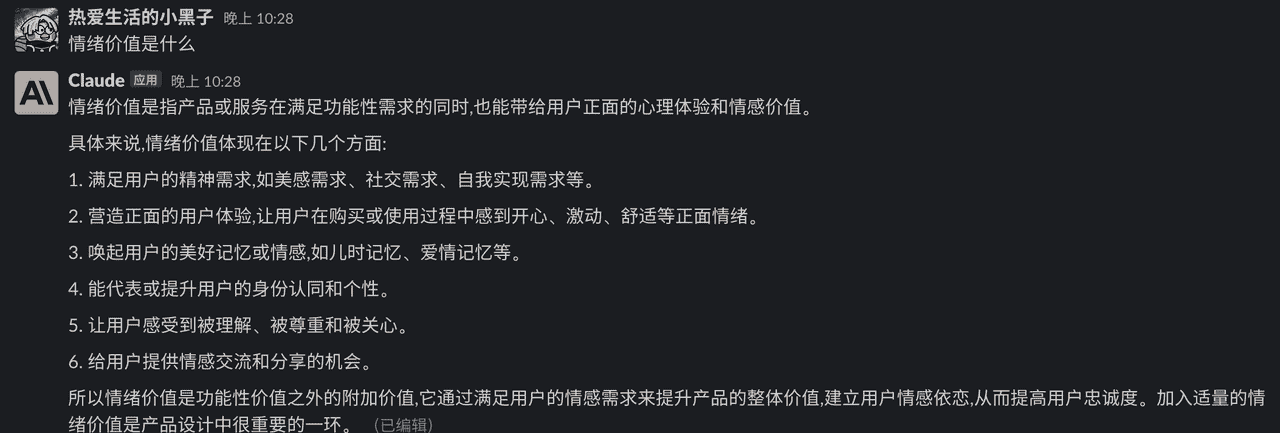 热爱生活的小黑子 晚上 10:28
情绪价值是什么
Claude 应用 晚上 10:28
情绪价值是指产品或服务在满足功能性需求的同时,也能带给用户正面的心理体验和情感价值。
具体来说,情绪价值体现在以下几个方面:
1. 满足用户的精神需求,如美感需求、社交需求、自我实现需求等。
2. 营造正面的用户体验,让用户在购买或使用过程中感到开心、激动、舒适等正面情绪。
3. 唤起用户的美好记忆或情感,如儿时记忆、爱情记忆等。
4. 能代表或提升用户的身份认同和个性。
5. 让用户感受到被理解、被尊重和被关心。
6. 给用户提供情感交流和分享的机会。
所以情绪价值是功能性价值之外的附加价值,它通过满足用户的情感需求来提升产品的整体价值,建立用户情感依恋,从而提高用户忠诚度。加入适量的情
绪价值是产品设计中很重要的一环。 (已编辑)